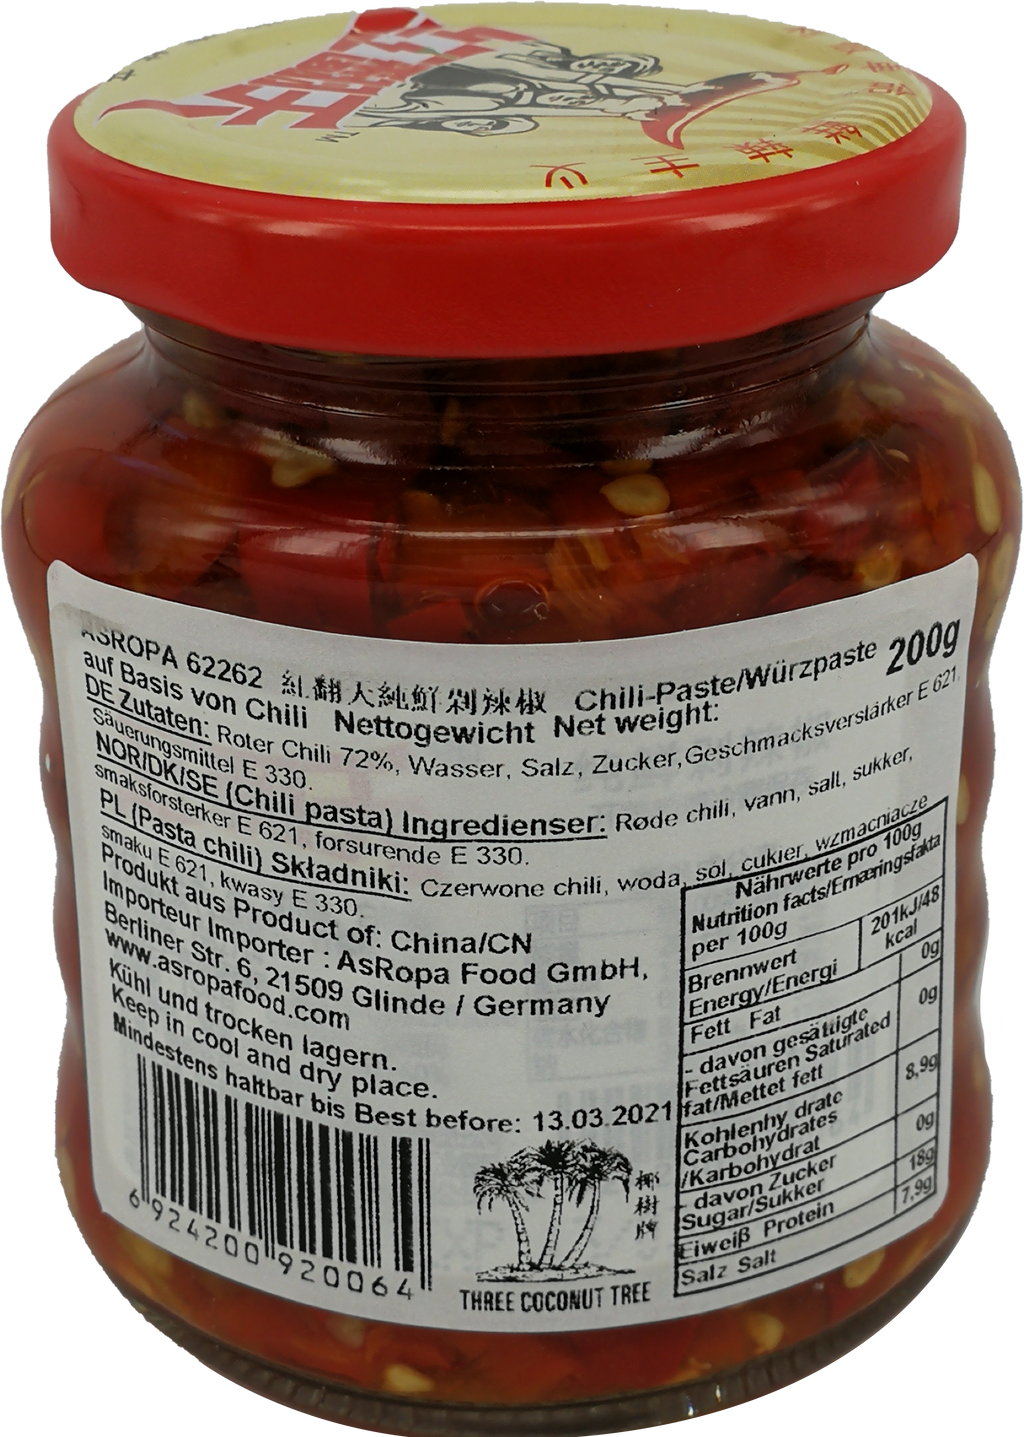 TM
ASROPA 62262 紅翻天純鮮剁辣椒 Chili-Paste/Würzpaste 200g
auf Basis von Chili Nettogewicht Net weight:
DE Zutaten: Roter Chili 72%, Wasser, Salz, Zucker, Geschmacksverstärker E 621,
Säuerungsmittel E 330.
NOR/DK/SE (Chili pasta) Ingredienser: Røde chili, vann, salt, sukker,
smaksforsterker E 621, forsurende E 330.
PL (Pasta chili) Składniki: Czerwone chili, woda, sól, cukier, wzmacniacze
smaku E 621, kwasy E 330.
Produkt aus Product of: China/CN
Importeur Importer : AsRopa Food GmbH,
Berliner Str. 6, 21509 Glinde / Germany
www.asropafood.com
Kühl und trocken lagern.
Keep in cool and dry place.
Mindestens haltbar bis Best before: 13.03.2021
Nährwerte pro 100g
Nutrition facts/Ernæringsfakta
per 100g
Brennwert 201kJ/48
Energy/Energi kcal
Fett Fat 0g
- davon gesättigte 0g
Fettsäuren Saturated
fat/Mettet fett
Kohlenhy drate 8,9g
Carbohydrates
/Karbohydrat
- davon Zucker 0g
Sugar/Sukker
Eiweiß Protein 18g
Salz Salt 7,9g
6 924200 920064
椰樹牌
THREE COCONUT TREE